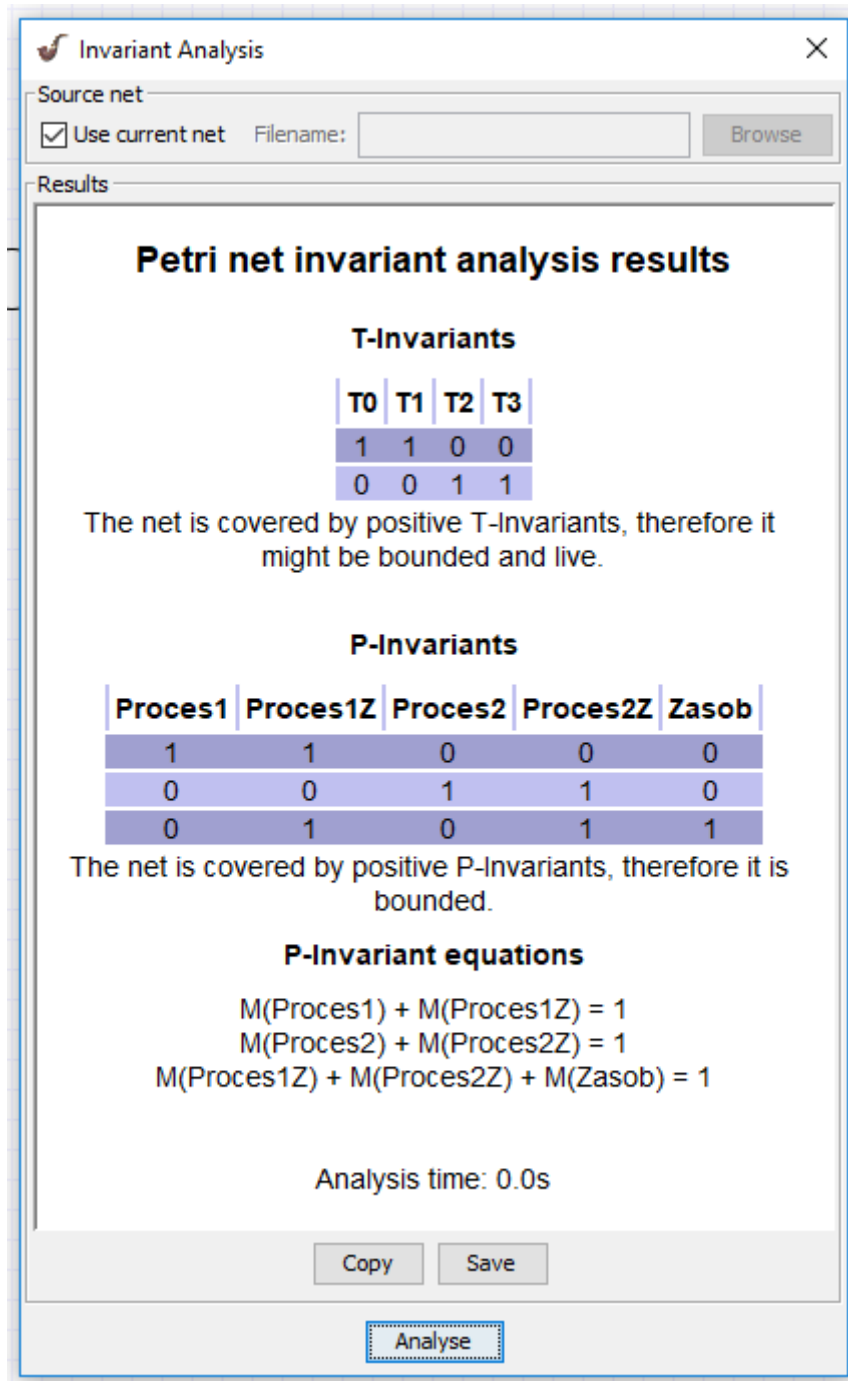 Invariant Analysis
Source net
Use current net Filename: Browse
Results
Petri net invariant analysis results
T-Invariants
T0 T1 T2 T3
1 1 0 0
0 0 1 1
The net is covered by positive T-Invariants, therefore it
might be bounded and live.
P-Invariants
Proces1 Proces1Z Proces2 Proces2Z Zasob
1 1 0 0 0
0 0 1 1 0
0 1 0 1 1
The net is covered by positive P-Invariants, therefore it is
bounded.
P-Invariant equations
M(Proces1) + M(Proces1Z) = 1
M(Proces2) + M(Proces2Z) = 1
M(Proces1Z) + M(Proces2Z) + M(Zasob) = 1
Analysis time: 0.0s
Copy Save
Analyse